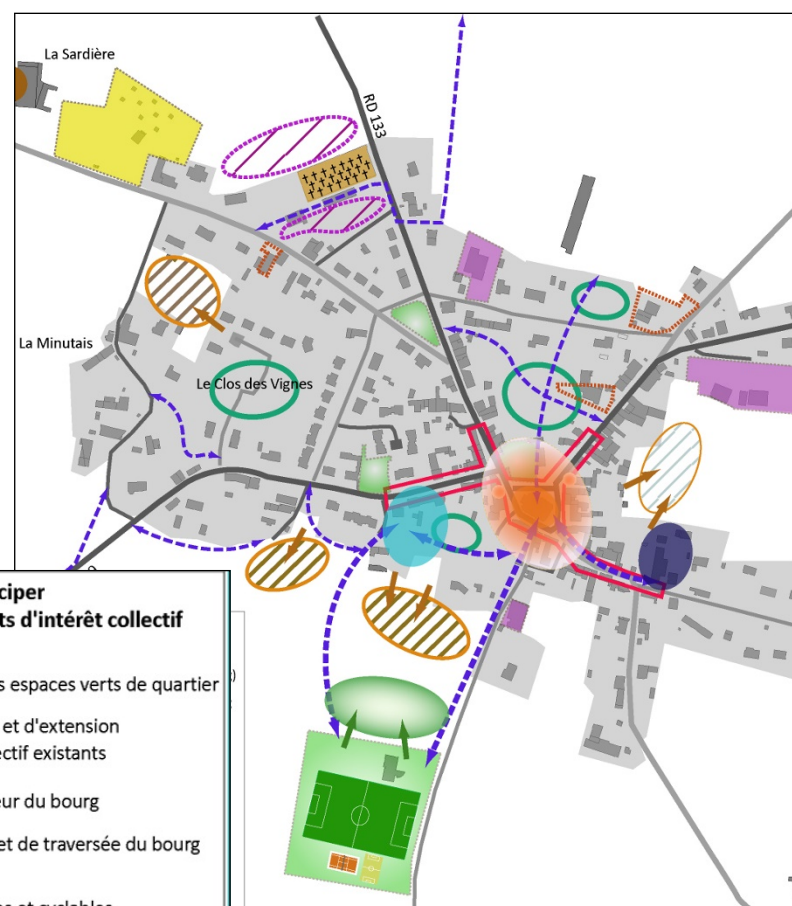 La Sardière
RD 133
La Minutais
Le Clos des Vignes
ciper
ts d'intérêt collectif
s espaces verts de quartier
et d'extension
ectif existants
eur du bourg
et de traversée du bourg